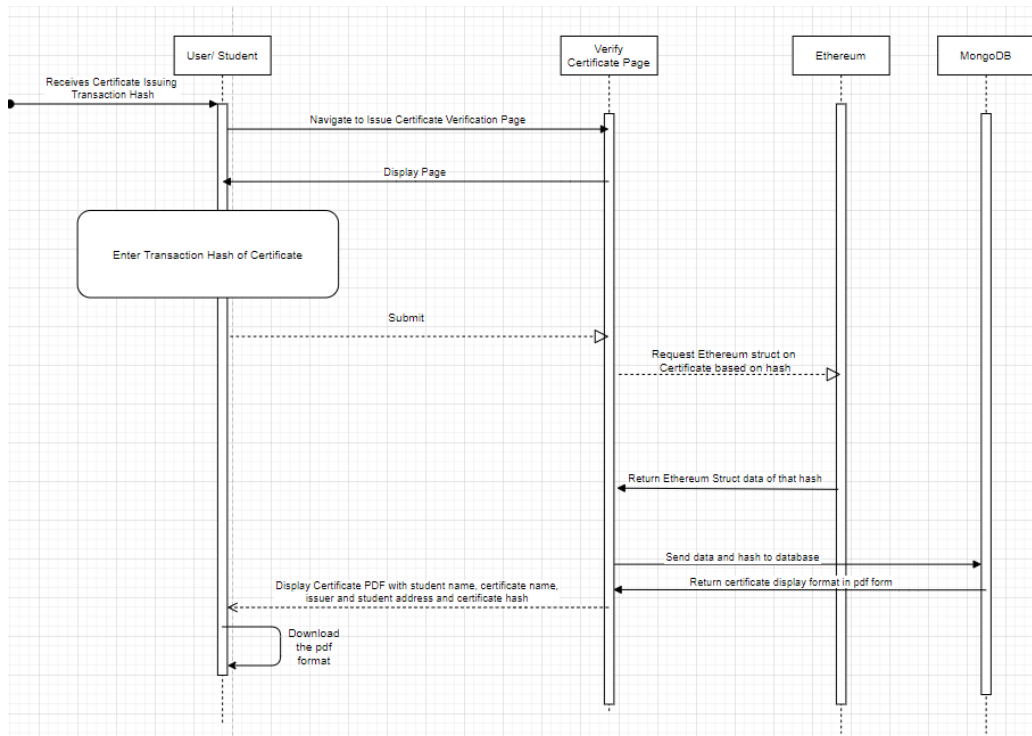 User/ Student
Verify
Certificate Page
Ethereum
MongoDB
Receives Certificate Issuing
Transaction Hash
Navigate to Issue Certificate Verification Page
Display Page
Enter Transaction Hash of Certificate
Submit
Request Ethereum struct on
Certificate based on hash
Return Ethereum Struct data of that hash
Send data and hash to database
Return certificate display format in pdf form
Display Certificate PDF with student name, certificate name,
issuer and student address and certificate hash
Download
the pdf
format